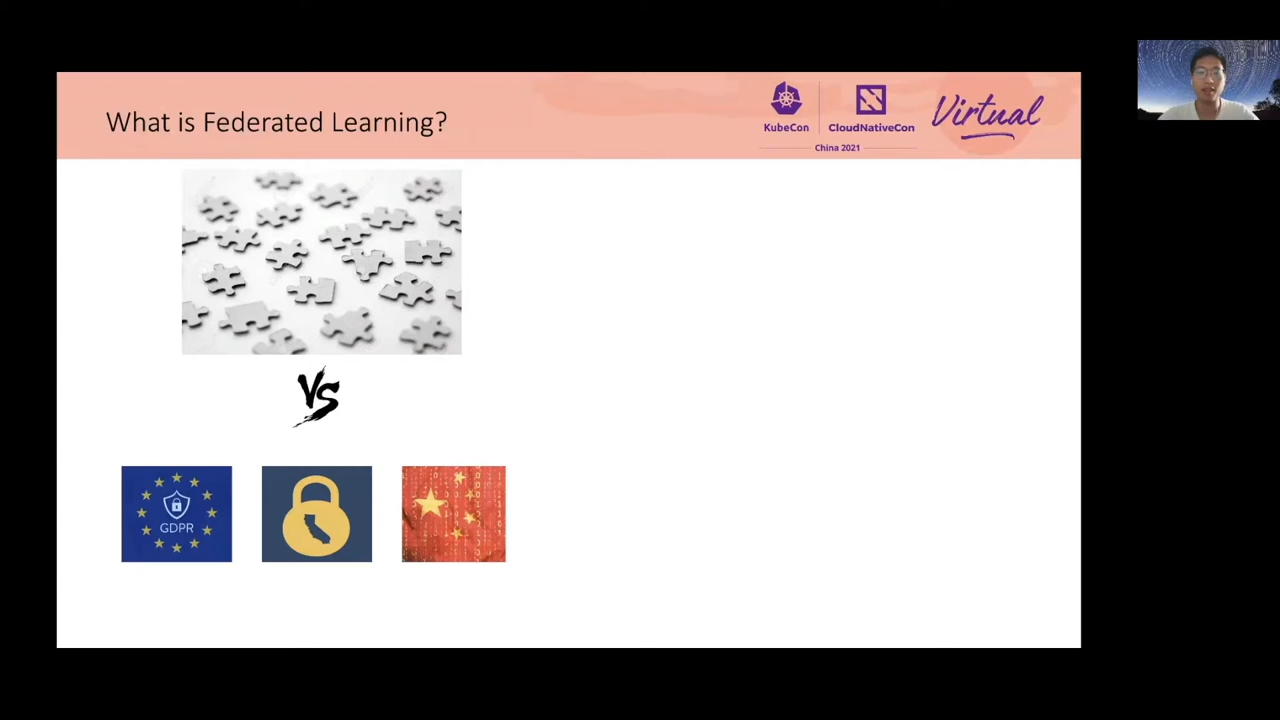 What is Federated Learning?
KubeCon
CloudNativeCon
China 2021
Virtual
VS
GDPR